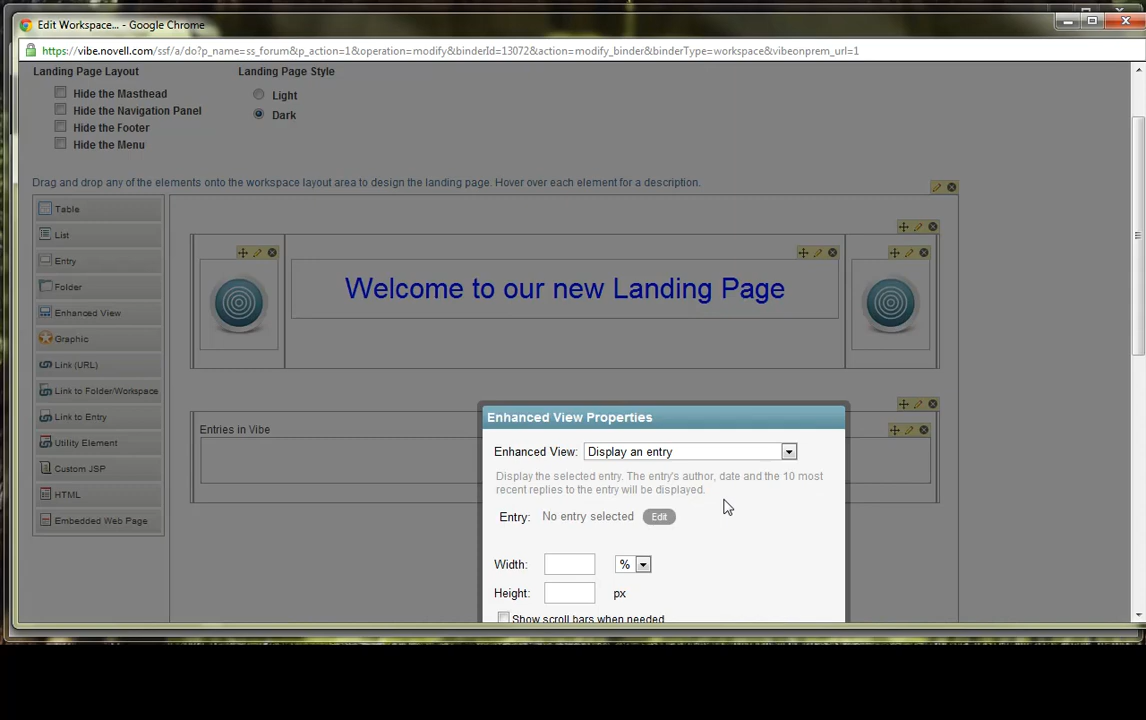 Edit Workspace... - Google Chrome
https://vibe.novell.com/ssf/a/do?p_name=ss_forum&p_action=1&operation=modify&binderId=13072&action=modify_binder&binderType=workspace&vibeonprem_url=1
Landing Page Layout
Landing Page Style
Hide the Masthead
Light
Hide the Navigation Panel
Dark
Hide the Footer
Hide the Menu
Drag and drop any of the elements onto the workspace layout area to design the landing page. Hover over each element for a description.
Table
List
Entry
Folder
Enhanced View
Graphic
Link (URL)
Link to Folder/Workspace
Link to Entry
Utility Element
Custom JSP
HTML
Embedded Web Page
Welcome to our new Landing Page
Entries in Vibe
Enhanced View Properties
Enhanced View: Display an entry
Display the selected entry. The entry's author, date and the 10 most
recent replies to the entry will be displayed.
Entry: No entry selected Edit
Width: %
Height: px
Show scroll bars when needed